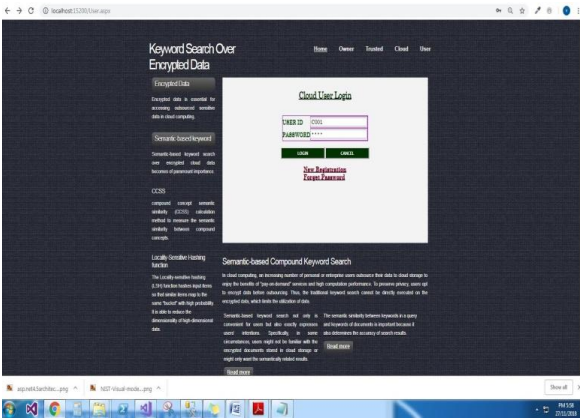 localhost:15200/User.aspx
Keyword Search Over
Encrypted Data
Home Owner Trusted Cloud User
Encrypted Data
Encrypted data is essential for
accessing outsourced sensitive
data in cloud computing.
Semantic-based keyword
Semantic-based keyword search
over encrypted cloud data
becomes of paramount importance.
CCSS
compound concept semantic
similarity (CCSS) calculation
method to measure the semantic
similarity between compound
concepts.
Locality-Sensitive Hashing
function
The Locality-sensitive hashing
(LSH) function hashes input items
so that similar items map to the
same "bucket" with high probability.
It is able to reduce the
dimensionality of high-dimensional
data.
Cloud User Login
USER ID CS01
PASSWORD ****
LOGIN CANCEL
New Registration
Forget Password
Semantic-based Compound Keyword Search
In cloud computing, an increasing number of personal or enterprise users outsource their data to cloud storage to
enjoy the benefits of "pay-on-demand" services and high computation performance. To preserve privacy, users opt
to encrypt data before outsourcing. Thus, the traditional keyword search cannot be directly executed on the
encrypted data, which limits the utilization of data.
Semantic-based keyword search not only is
convenient for users but also exactly expresses
users' intentions. Specifically, in some
circumstances, users might not be familiar with the
encrypted documents stored in cloud storage or
might only want the semantically related results.
Read more
The semantic similarity between keywords in a query
and keywords of documents is important because it
also determines the accuracy of search results.
Read more
asp.net4.5architec....png
NIST-Visual-mode....png
Show all
PM 5:08
27/11/2019